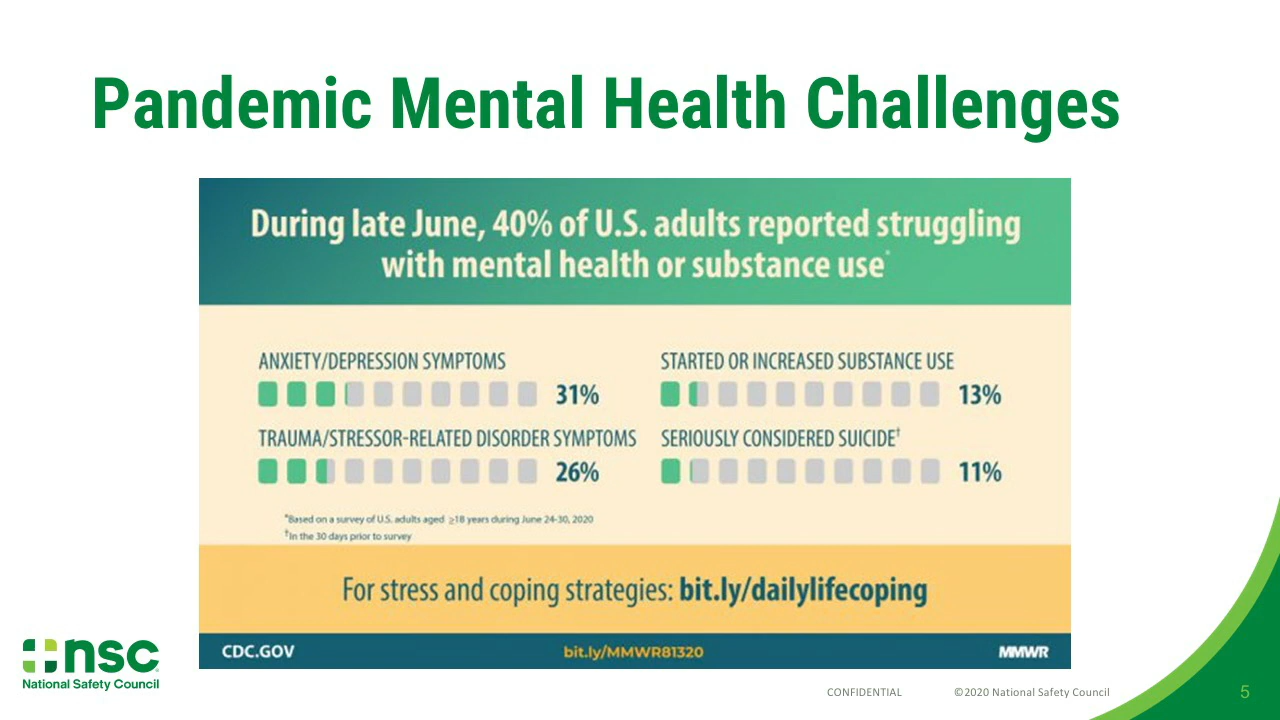 Pandemic Mental Health Challenges
During late June, 40% of U.S. adults reported struggling
with mental health or substance use*
ANXIETY/DEPRESSION SYMPTOMS
31%
TRAUMA/STRESSOR-RELATED DISORDER SYMPTOMS
26%
STARTED OR INCREASED SUBSTANCE USE
13%
SERIOUSLY CONSIDERED SUICIDE†
11%
*Based on a survey of U.S. adults aged ≥18 years during June 24-30, 2020
†In the 30 days prior to survey
For stress and coping strategies: bit.ly/dailylifecoping
CDC.GOV
bit.ly/MMWR81320
MMWR
nsc
National Safety Council
CONFIDENTIAL
©2020 National Safety Council
5